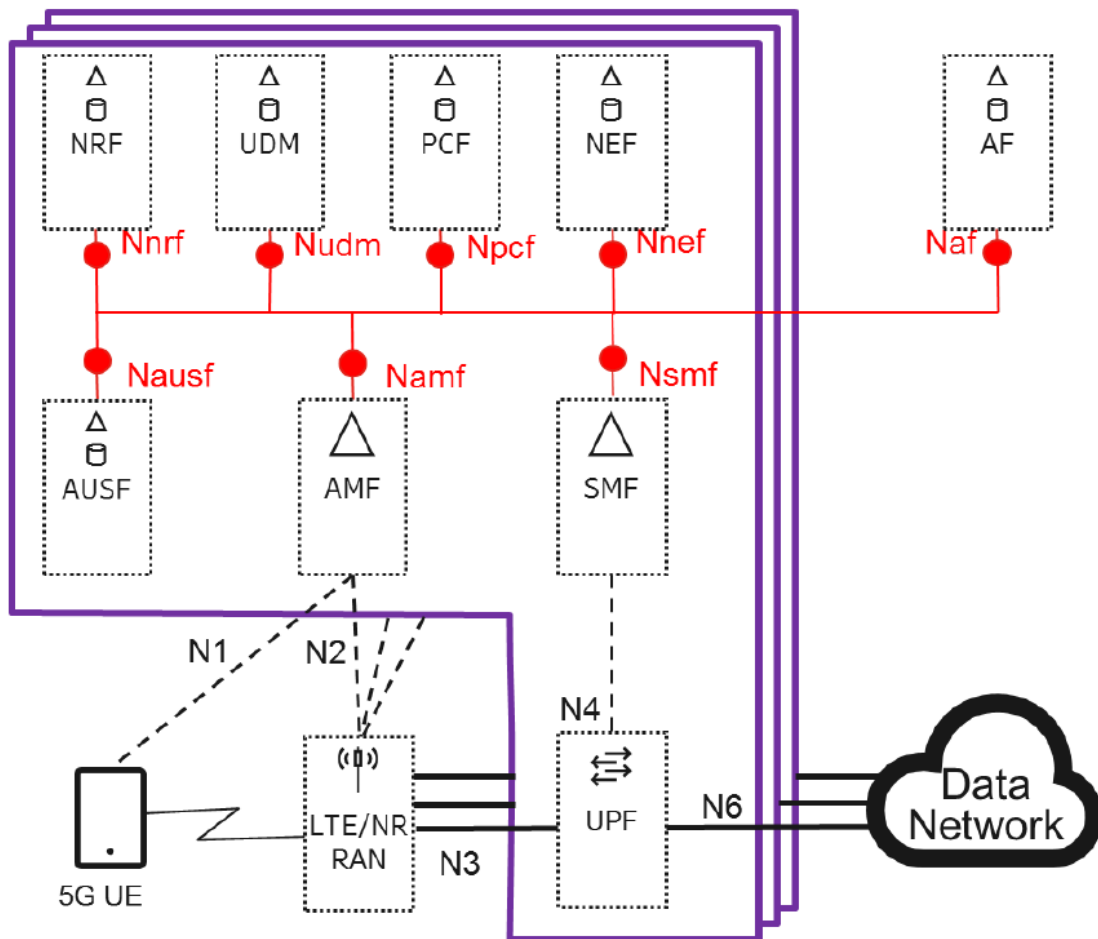 NRF
UDM
PCF
NEF
AF
Nnrf
Nudm
Npcf
Nnef
Naf
Nausf
Namf
Nsmf
AUSF
AMF
SMF
N1
N2
N4
LTE/NR
RAN
N3
UPF
N6
Data
Network
5G UE